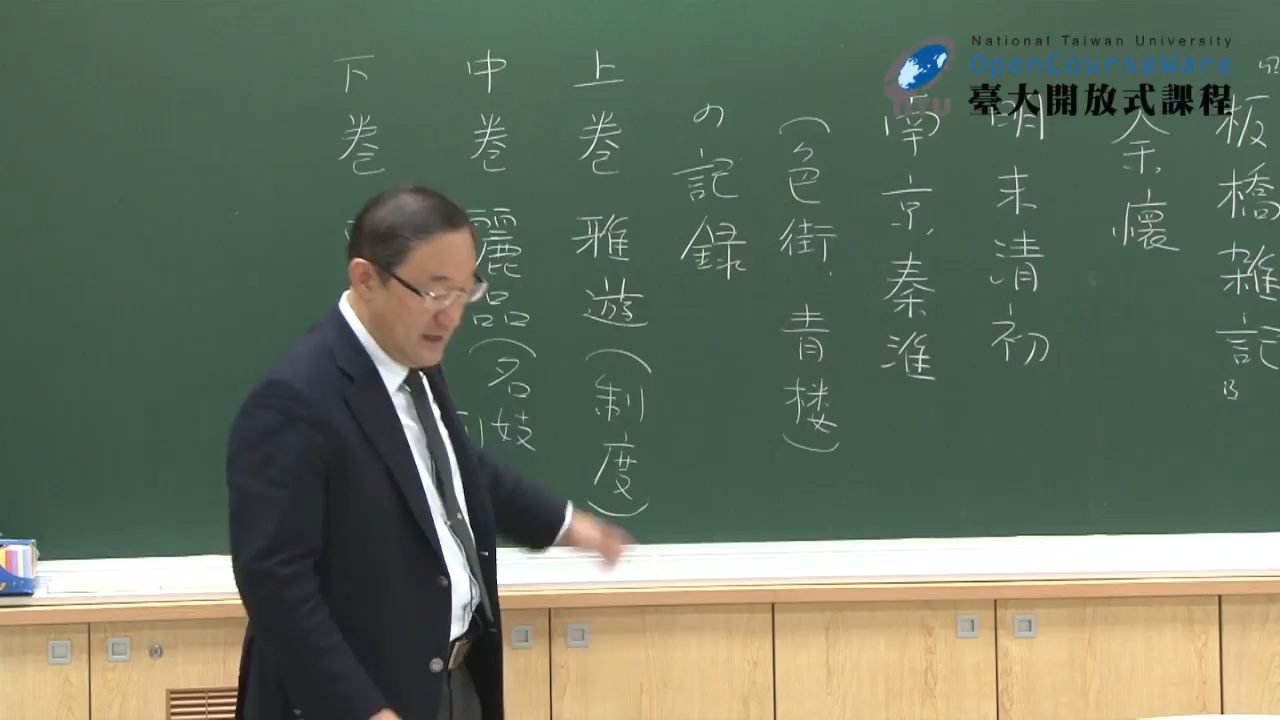 National Taiwan University
OpenCourseWare
臺大開放式課程
板橋雑記
余懷
明末清初
南京秦淮
（色街．青楼）
の記録
上巻 雅遊（制度）
中巻 麗品（名妓
下巻